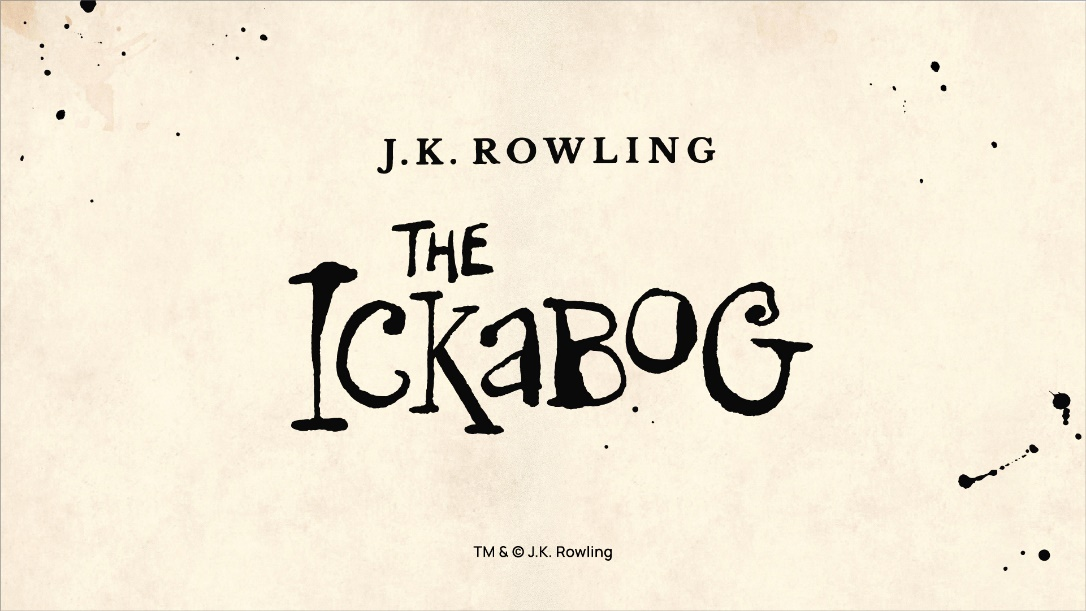 J.K. ROWLING
THE
ICKABOG
TM & © J.K. Rowling